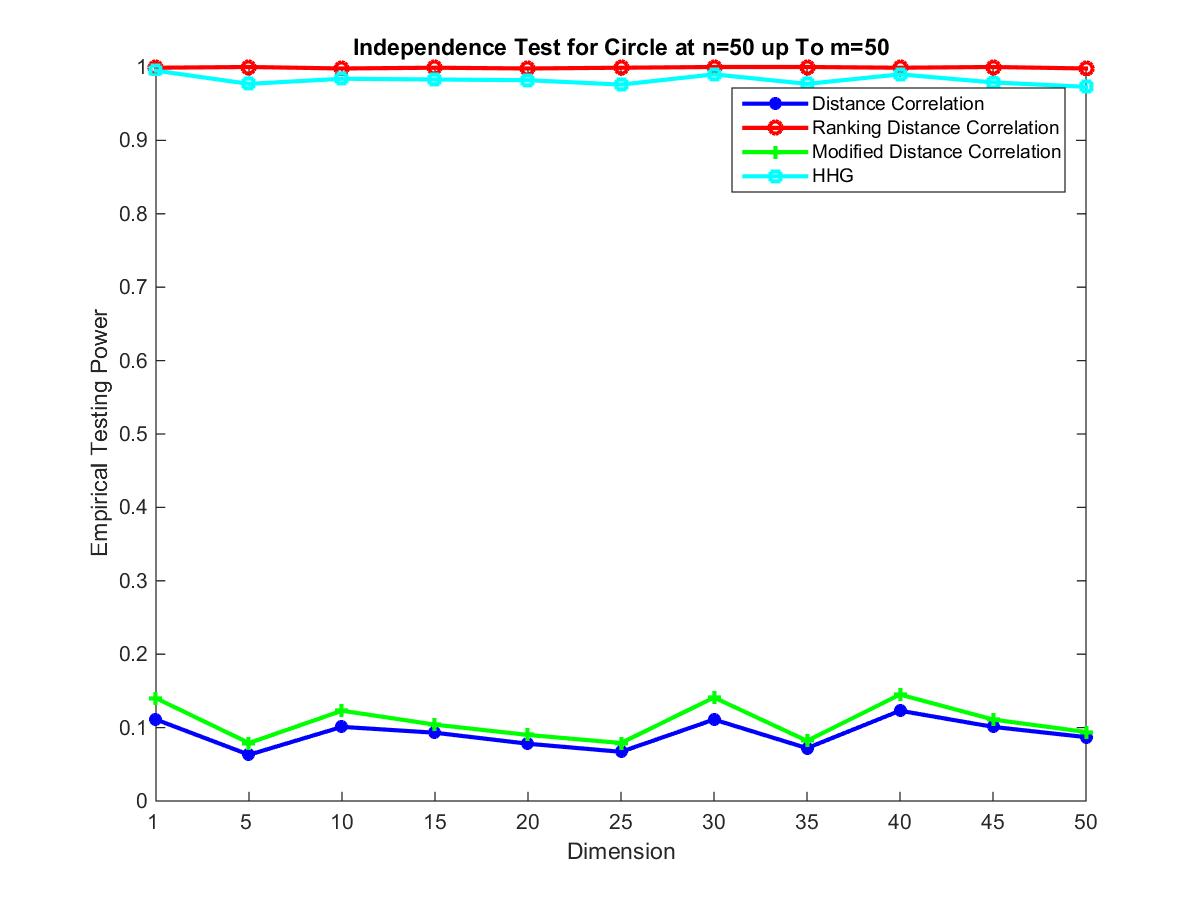 Independence Test for Circle at n=50 up To m=50
1
0.9
0.8
0.7
0.6
0.5
0.4
0.3
0.2
0.1
0
Empirical Testing Power
Distance Correlation
Ranking Distance Correlation
Modified Distance Correlation
HHG
1 5 10 15 20 25 30 35 40 45 50
Dimension